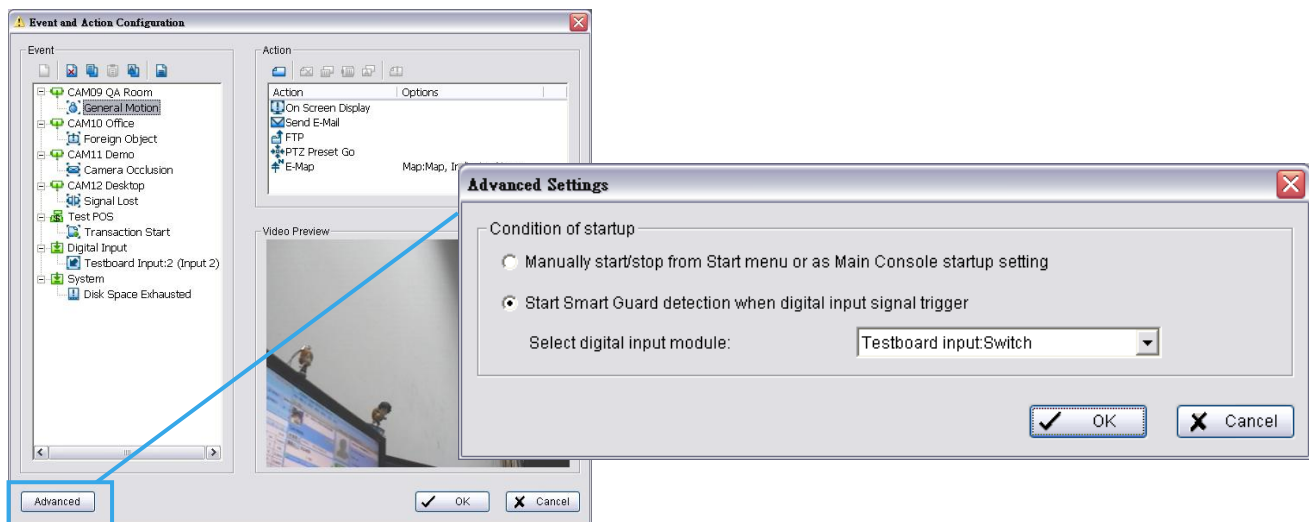 Event and Action Configuration
Event
CAM09 QA Room
General Motion
CAM10 Office
Foreign Object
CAM11 Demo
Camera Occlusion
CAM12 Desktop
Signal Lost
Test POS
Transaction Start
Digital Input
Testboard Input:2 (Input 2)
System
Disk Space Exhausted
Action
Action Options
On Screen Display
Send E-Mail
FTP
PTZ Preset Go
E-Map Map:Map,
Video Preview
Advanced
OK
Cancel
Advanced Settings
Condition of startup
Manually start/stop from Start menu or as Main Console startup setting
Start Smart Guard detection when digital input signal trigger
Select digital input module: Testboard input:Switch
OK
Cancel